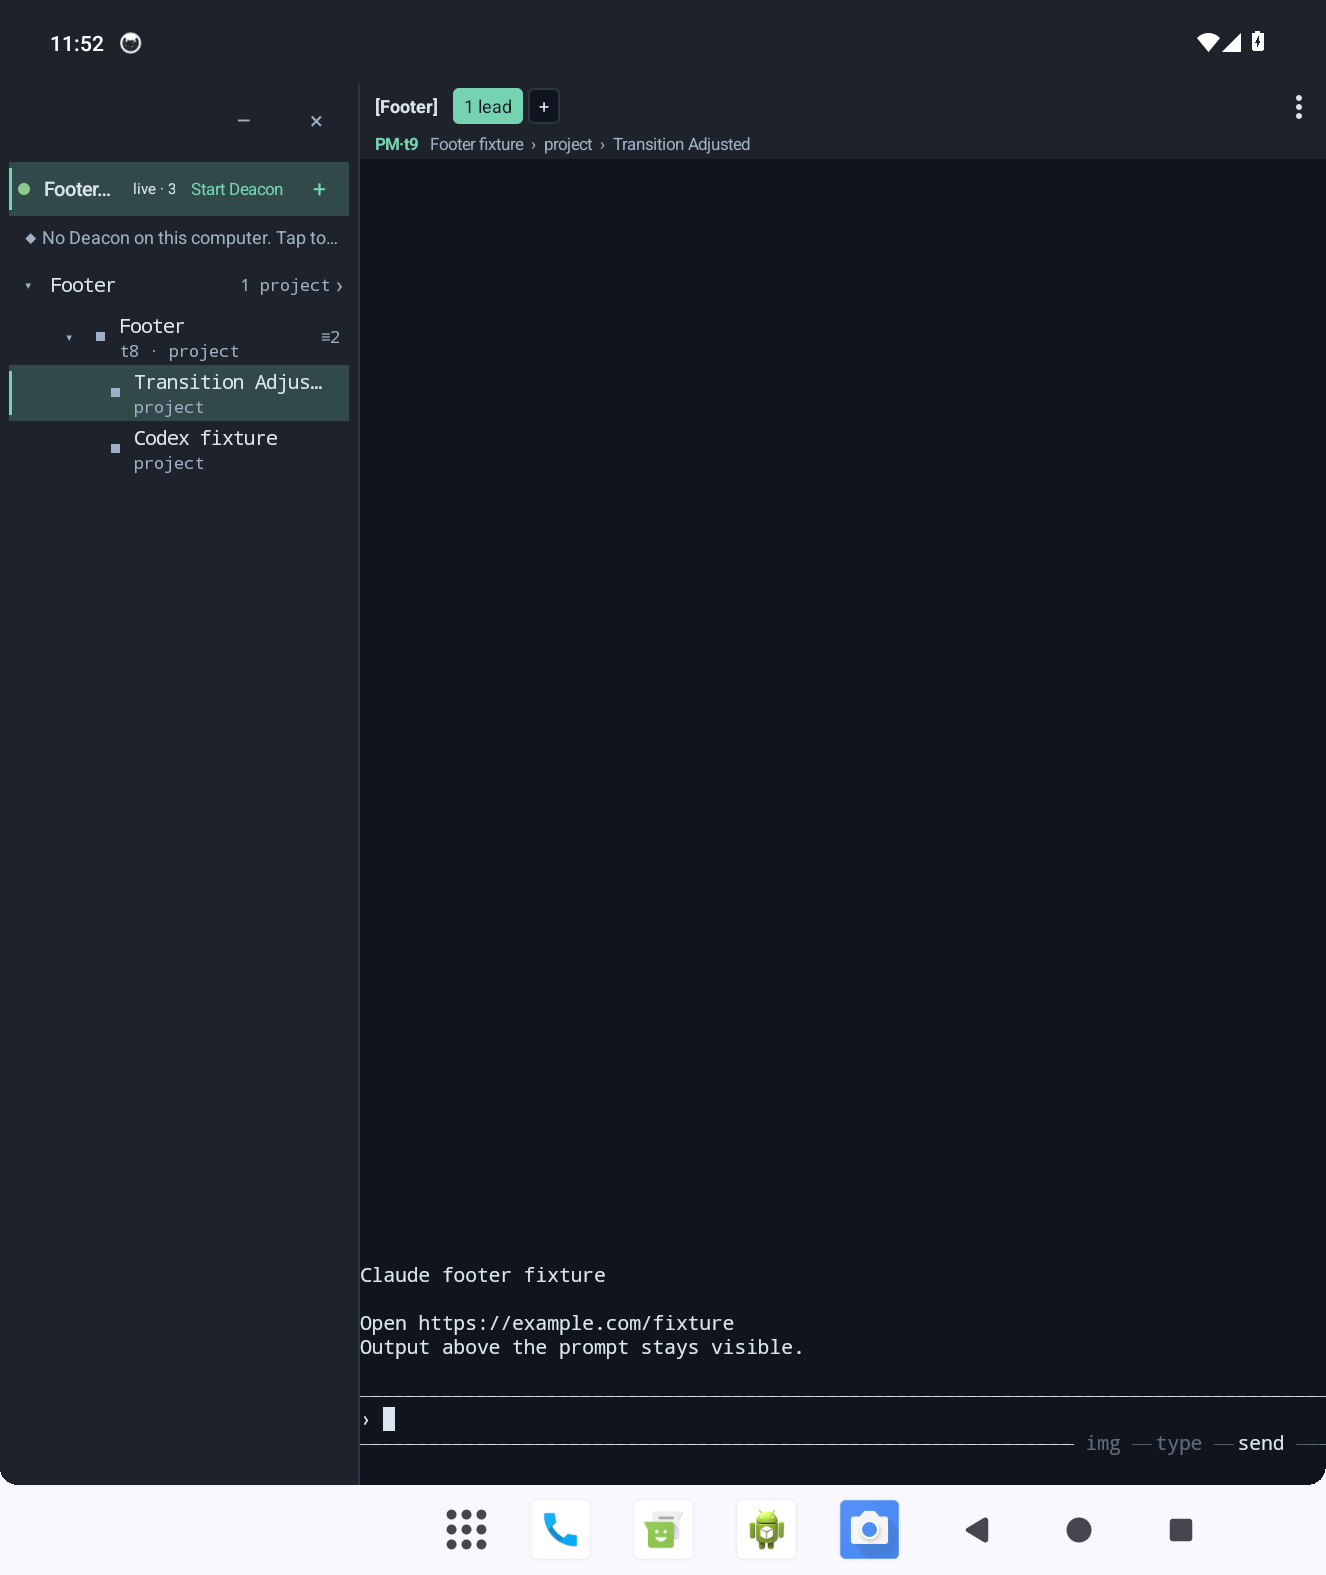 11:52
− ×
Footer... live · 3 Start Deacon +
◆ No Deacon on this computer. Tap to...
▾ Footer 1 project ›
▾ Footer ≡2
t8 · project
Transition Adjus...
project
Codex fixture
project
[Footer] 1 lead +
PM·t9 Footer fixture › project › Transition Adjusted
Claude footer fixture
Open https://example.com/fixture
Output above the prompt stays visible.
›
img type send